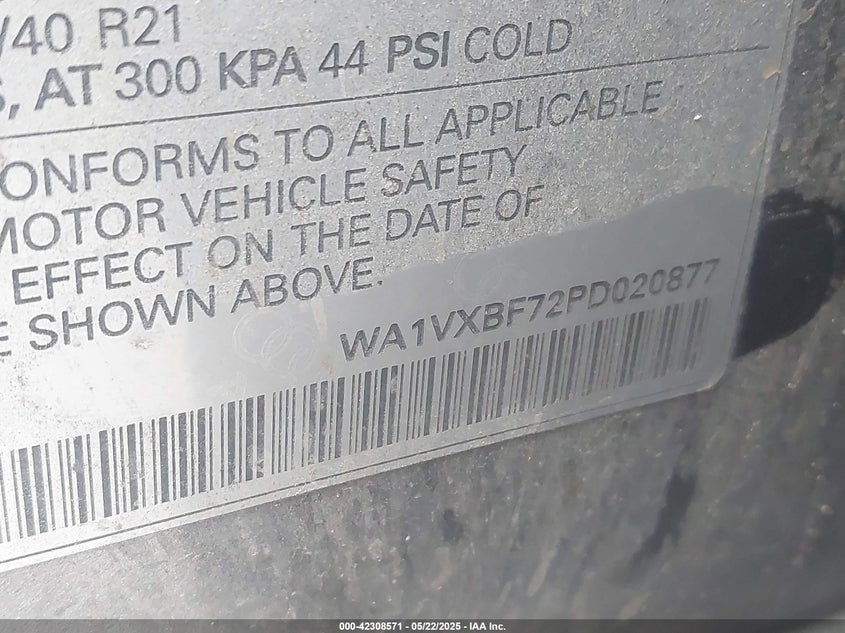 /40 R21
, AT 300 KPA 44 PSI COLD
ONFORMS TO ALL APPLICABLE
MOTOR VEHICLE SAFETY
EFFECT ON THE DATE OF
E SHOWN ABOVE.
WA1VXBF72PD020877
000-42308571 - 05/22/2025 - IAA Inc.